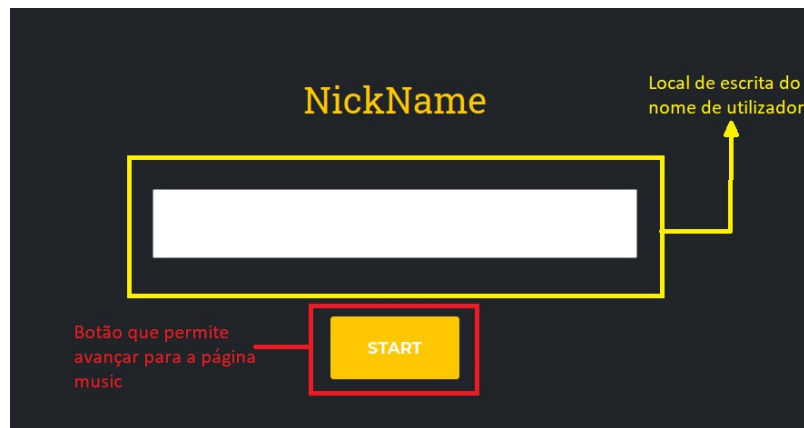 NickName
Local de escrita do
nome de utilizador
START
Botão que permite
avançar para a página
music